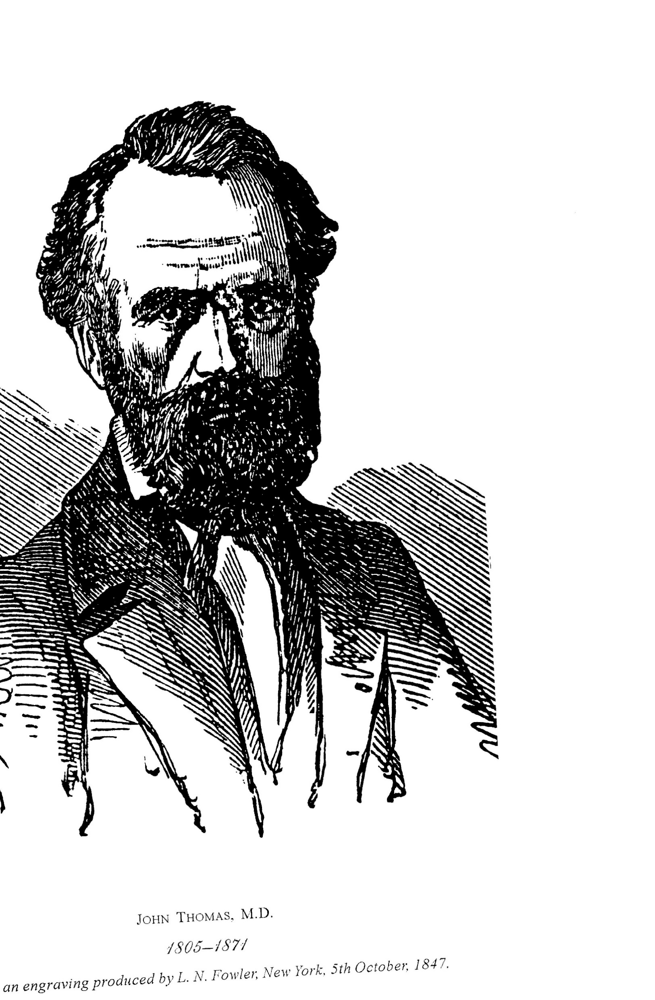 JOHN THOMAS, M.D.
1805–1871
an engraving produced by L. N. Fowler, New York, 5th October, 1847.